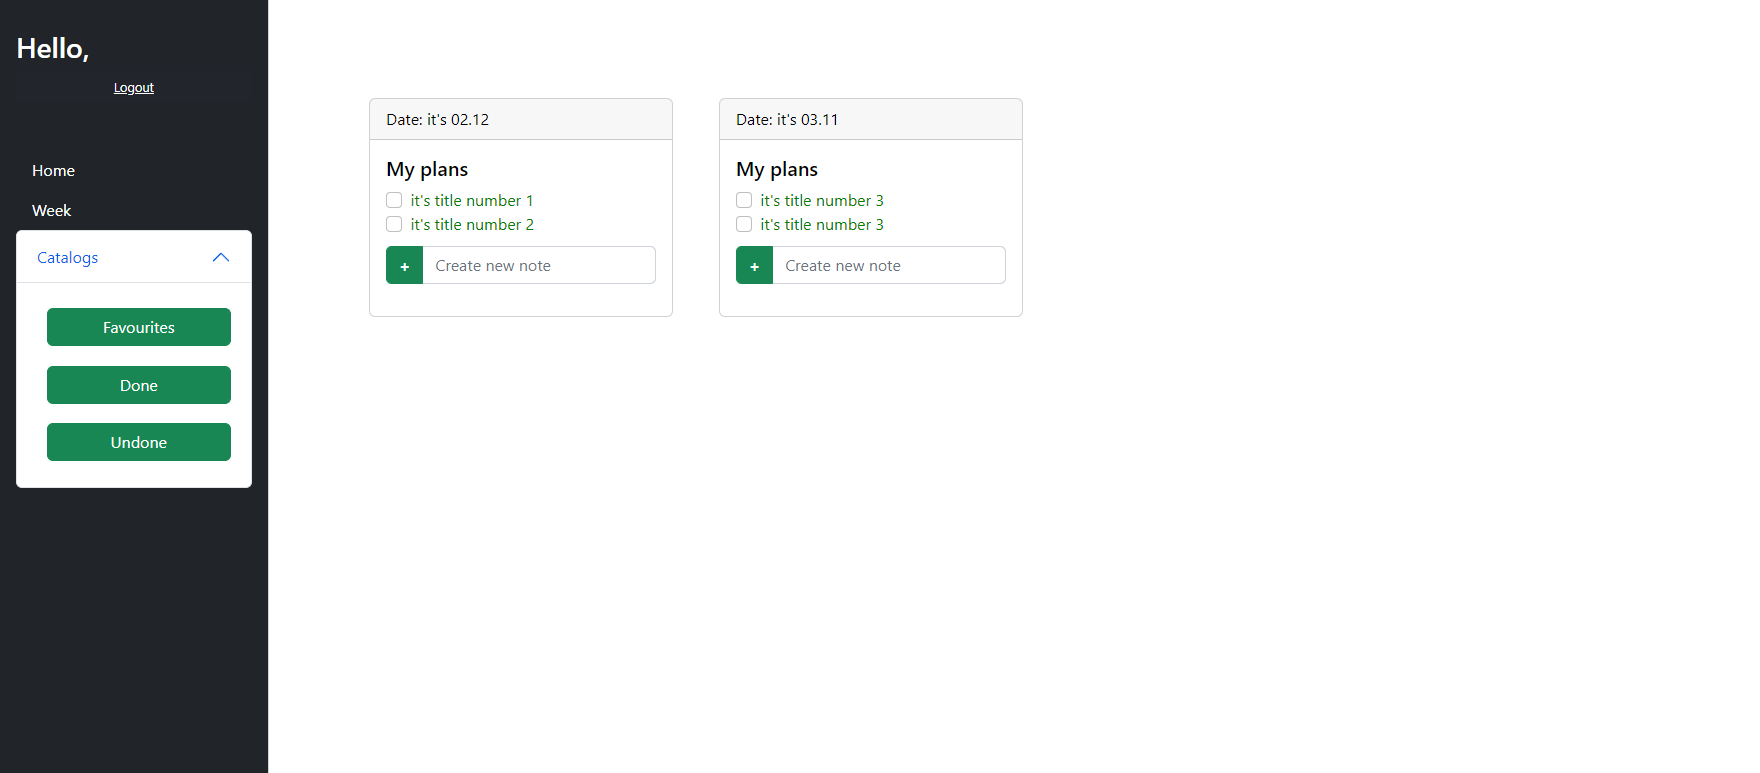 Hello,
Logout
Home
Week
Catalogs
Favourites
Done
Undone
Date: it's 02.12
My plans
it's title number 1
it's title number 2
+ Create new note
Date: it's 03.11
My plans
it's title number 3
it's title number 3
+ Create new note